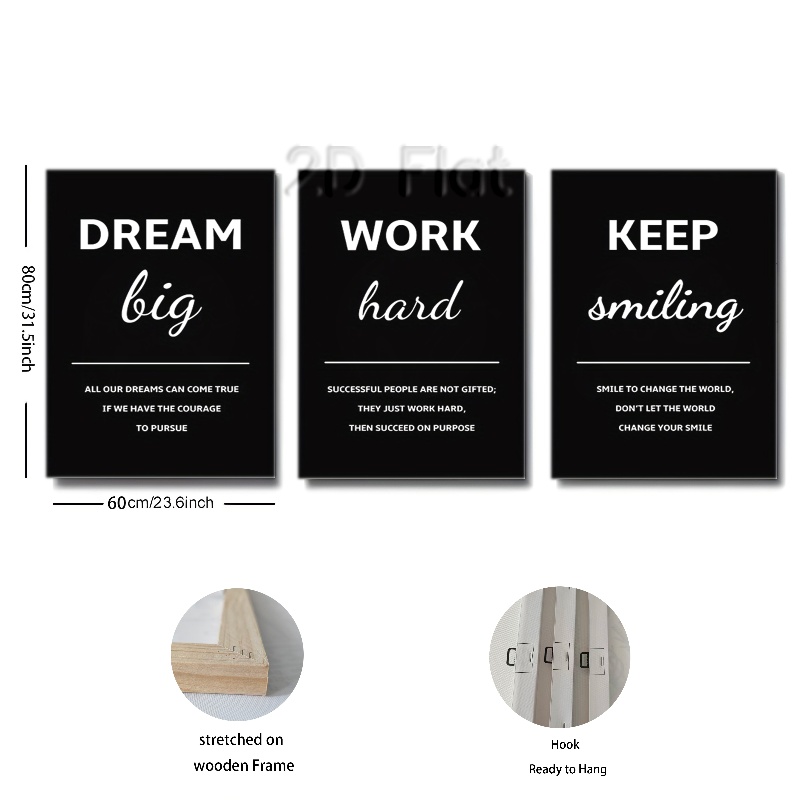 2D Flat
DREAM
big
ALL OUR DREAMS CAN COME TRUE
IF WE HAVE THE COURAGE
TO PURSUE
WORK
hard
SUCCESSFUL PEOPLE ARE NOT GIFTED;
THEY JUST WORK HARD,
THEN SUCCEED ON PURPOSE
KEEP
smiling
SMILE TO CHANGE THE WORLD,
DON'T LET THE WORLD
CHANGE YOUR SMILE
80cm/31.5inch
60cm/23.6inch
stretched on
wooden Frame
Hook
Ready to Hang